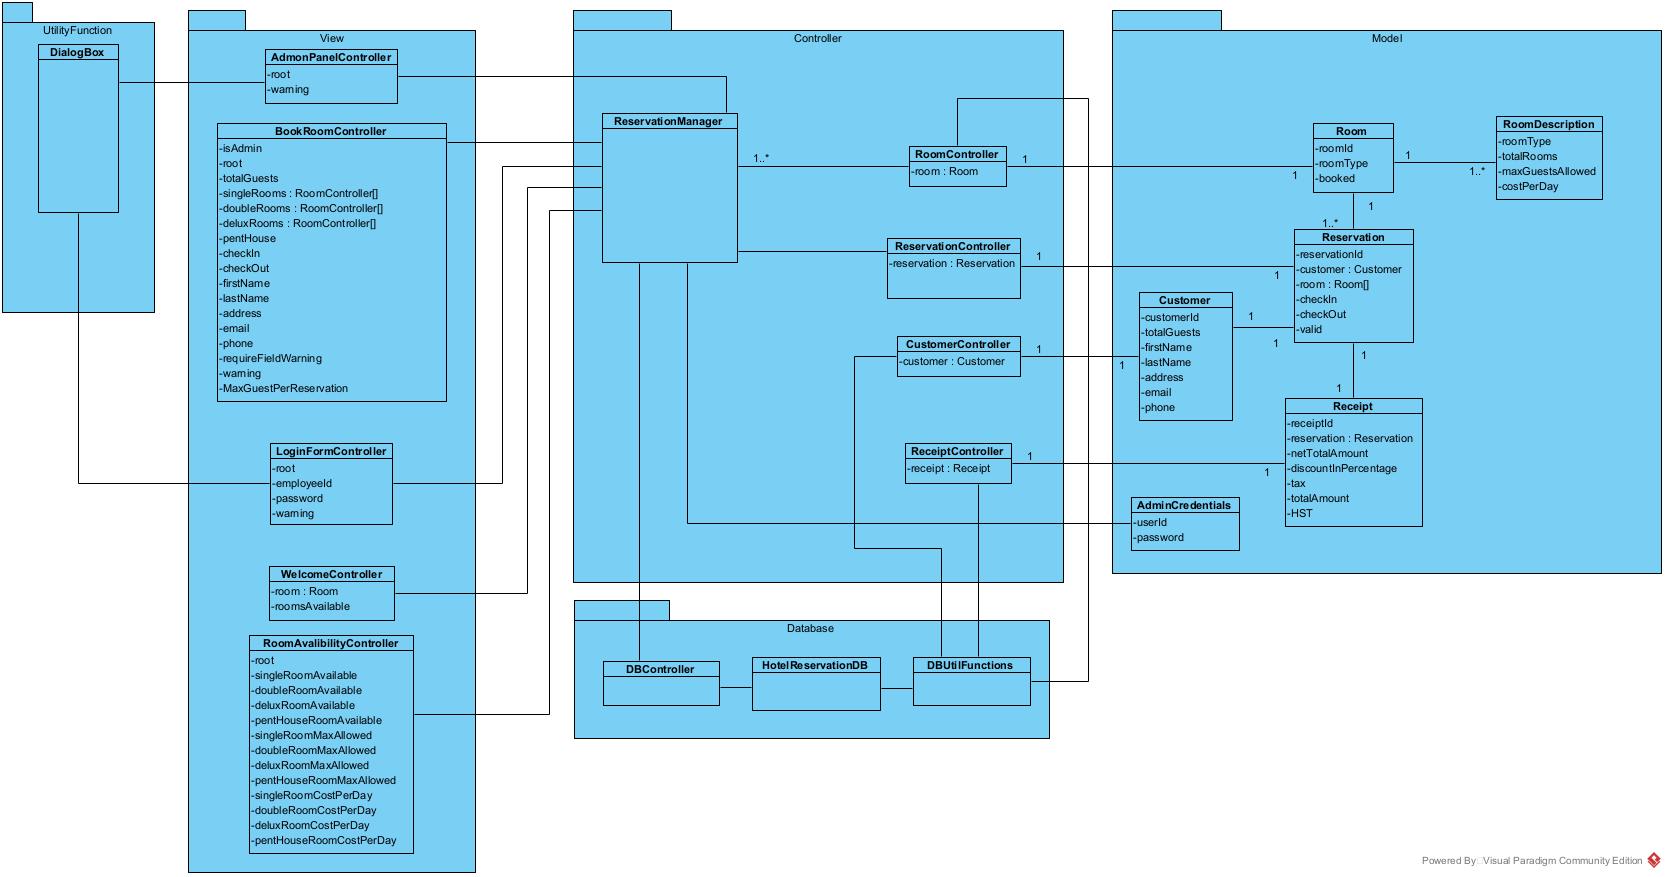 UtilityFunction
DialogBox
View
AdmonPanelController
-root
-warning
BookRoomController
-isAdmin
-root
-totalGuests
-singleRooms : RoomController[]
-doubleRooms : RoomController[]
-deluxRooms : RoomController[]
-pentHouse
-checkIn
-checkOut
-firstName
-lastName
-address
-email
-phone
-requireFieldWarning
-warning
-MaxGuestPerReservation
LoginFormController
-root
-employeeId
-password
-warning
WelcomeController
-room : Room
-roomsAvailable
RoomAvalibilityController
-root
-singleRoomAvailable
-doubleRoomAvailable
-deluxRoomAvailable
-pentHouseRoomAvailable
-singleRoomMaxAllowed
-doubleRoomMaxAllowed
-deluxRoomMaxAllowed
-pentHouseRoomMaxAllowed
-singleRoomCostPerDay
-doubleRoomCostPerDay
-deluxRoomCostPerDay
-pentHouseRoomCostPerDay
Controller
ReservationManager
1..*
RoomController
-room : Room
1
1
ReservationController
-reservation : Reservation
1
1
CustomerController
-customer : Customer
1
1
ReceiptController
-receipt : Receipt
1
1
Database
DBController
HotelReservationDB
DBUtilFunctions
Model
Room
-roomId
-roomType
-booked
1
1..*
RoomDescription
-roomType
-totalRooms
-maxGuestsAllowed
-costPerDay
1
1..*
Reservation
-reservationId
-customer : Customer
-room : Room[]
-checkIn
-checkOut
-valid
Customer
-customerId
-totalGuests
-firstName
-lastName
-address
-email
-phone
1
1
1
1
Receipt
-receiptId
-reservation : Reservation
-netTotalAmount
-discountInPercentage
-tax
-totalAmount
-HST
AdminCredentials
-userId
-password
Powered By Visual Paradigm Community Edition